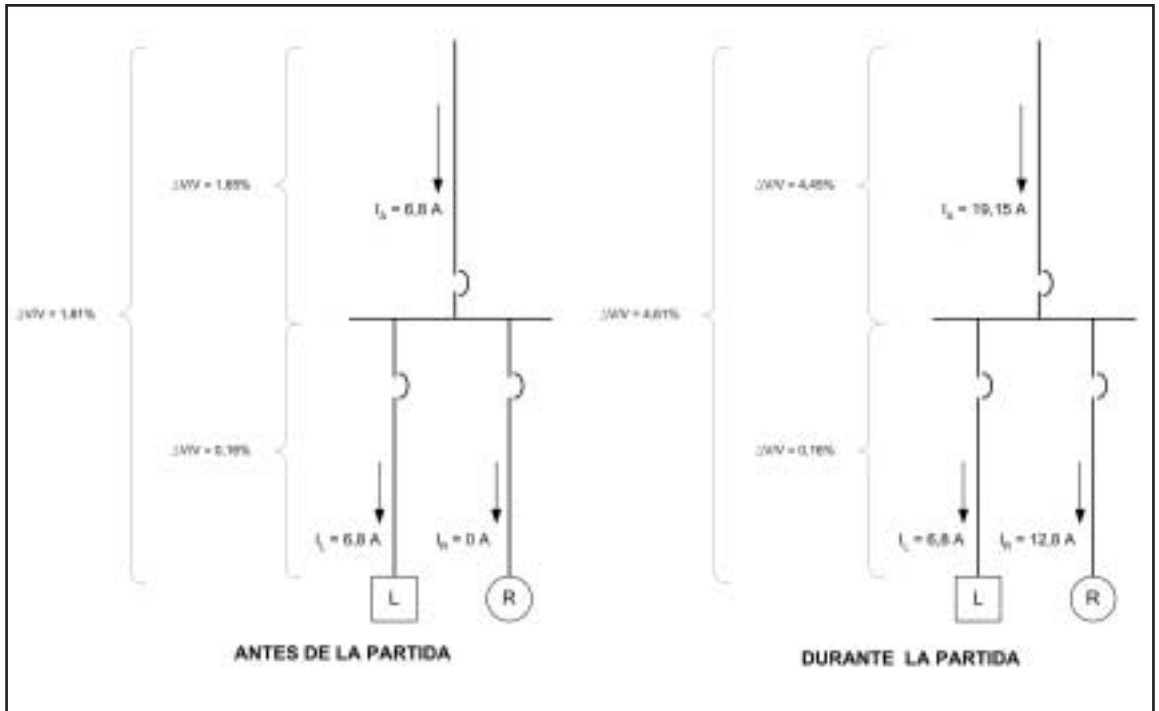 ΔV/V = 1,65%
I_A = 6,8 A
ΔV/V = 1,81%
ΔV/V = 0,16%
I_L = 6,8 A
I_R = 0 A
L
R
ANTES DE LA PARTIDA
ΔV/V = 4,45%
I_A = 19,15 A
ΔV/V = 4,61%
ΔV/V = 0,16%
I_L = 6,8 A
I_R = 12,8 A
L
R
DURANTE LA PARTIDA